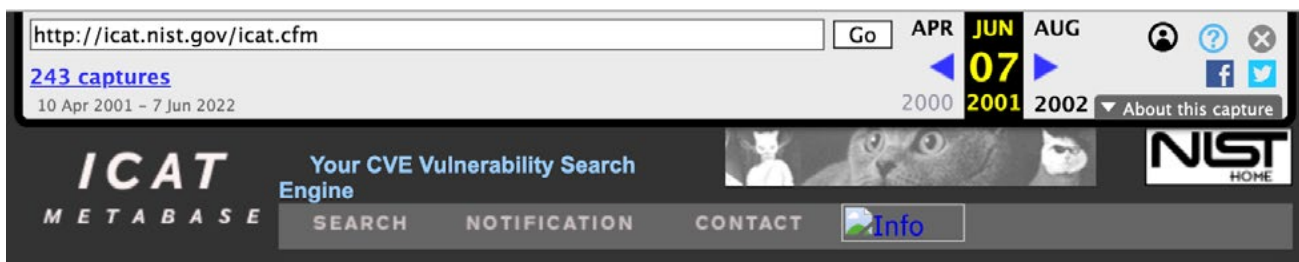 http://icat.nist.gov/icat.cfm Go APR JUN AUG
243 captures 07
10 Apr 2001 – 7 Jun 2022 2000 2001 2002 ▼ About this capture
ICAT Your CVE Vulnerability Search
Engine
NIST
HOME
METABASE SEARCH NOTIFICATION CONTACT Info